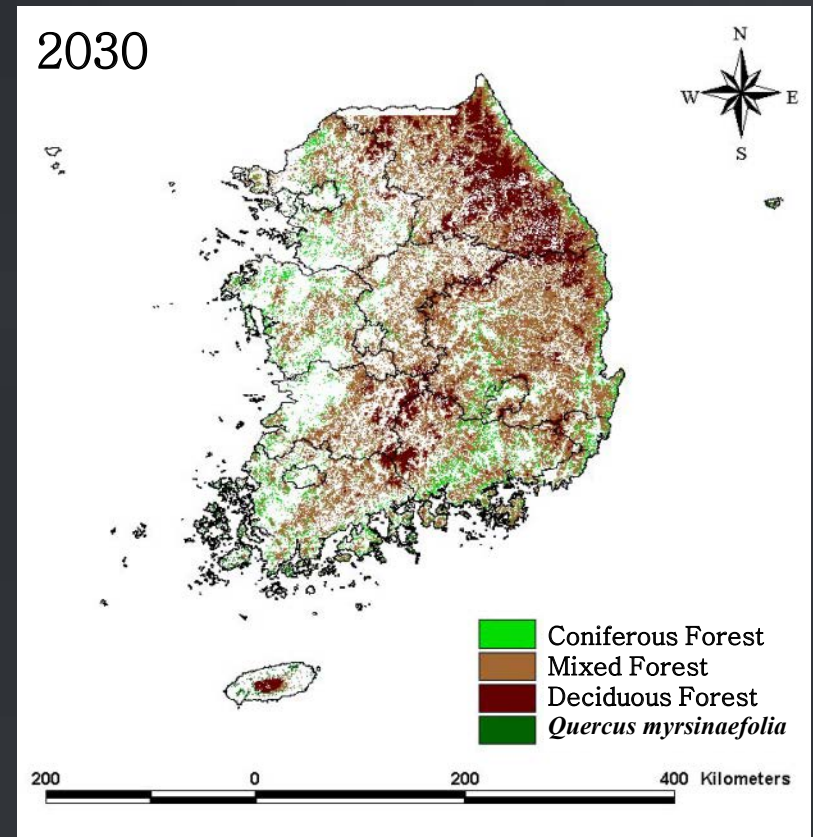 2030
N
W E
S
Coniferous Forest
Mixed Forest
Deciduous Forest
Quercus myrsinaefolia
200 0 200 400 Kilometers